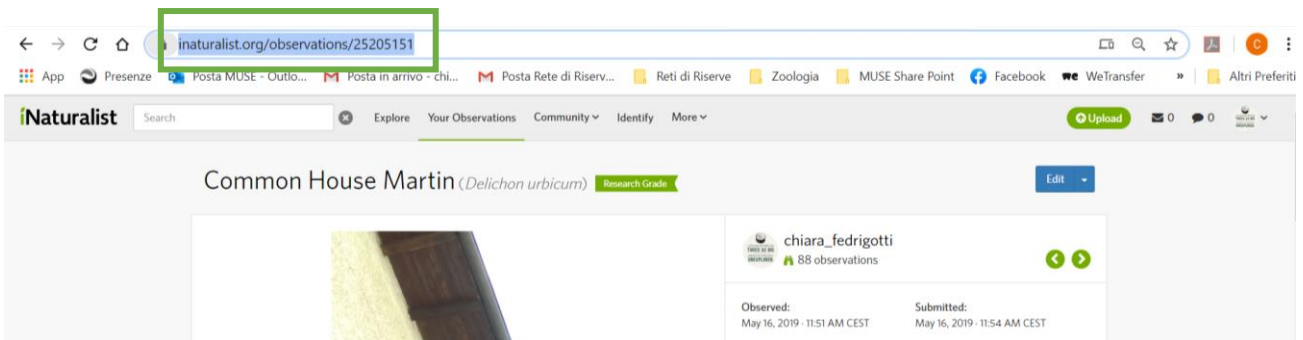 inaturalist.org/observations/25205151
App Presenze Posta MUSE - Outlo... Posta in arrivo - chi... Posta Rete di Riserv... Reti di Riserve Zoologia MUSE Share Point Facebook WeTransfer » Altri Preferiti
iNaturalist Search Explore Your Observations Community Identify More Upload 0 0
Common House Martin (Delichon urbicum) Research Grade Edit
chiara_fedrigotti
88 observations
Observed: Submitted:
May 16, 2019 · 11:51 AM CEST May 16, 2019 · 11:54 AM CEST